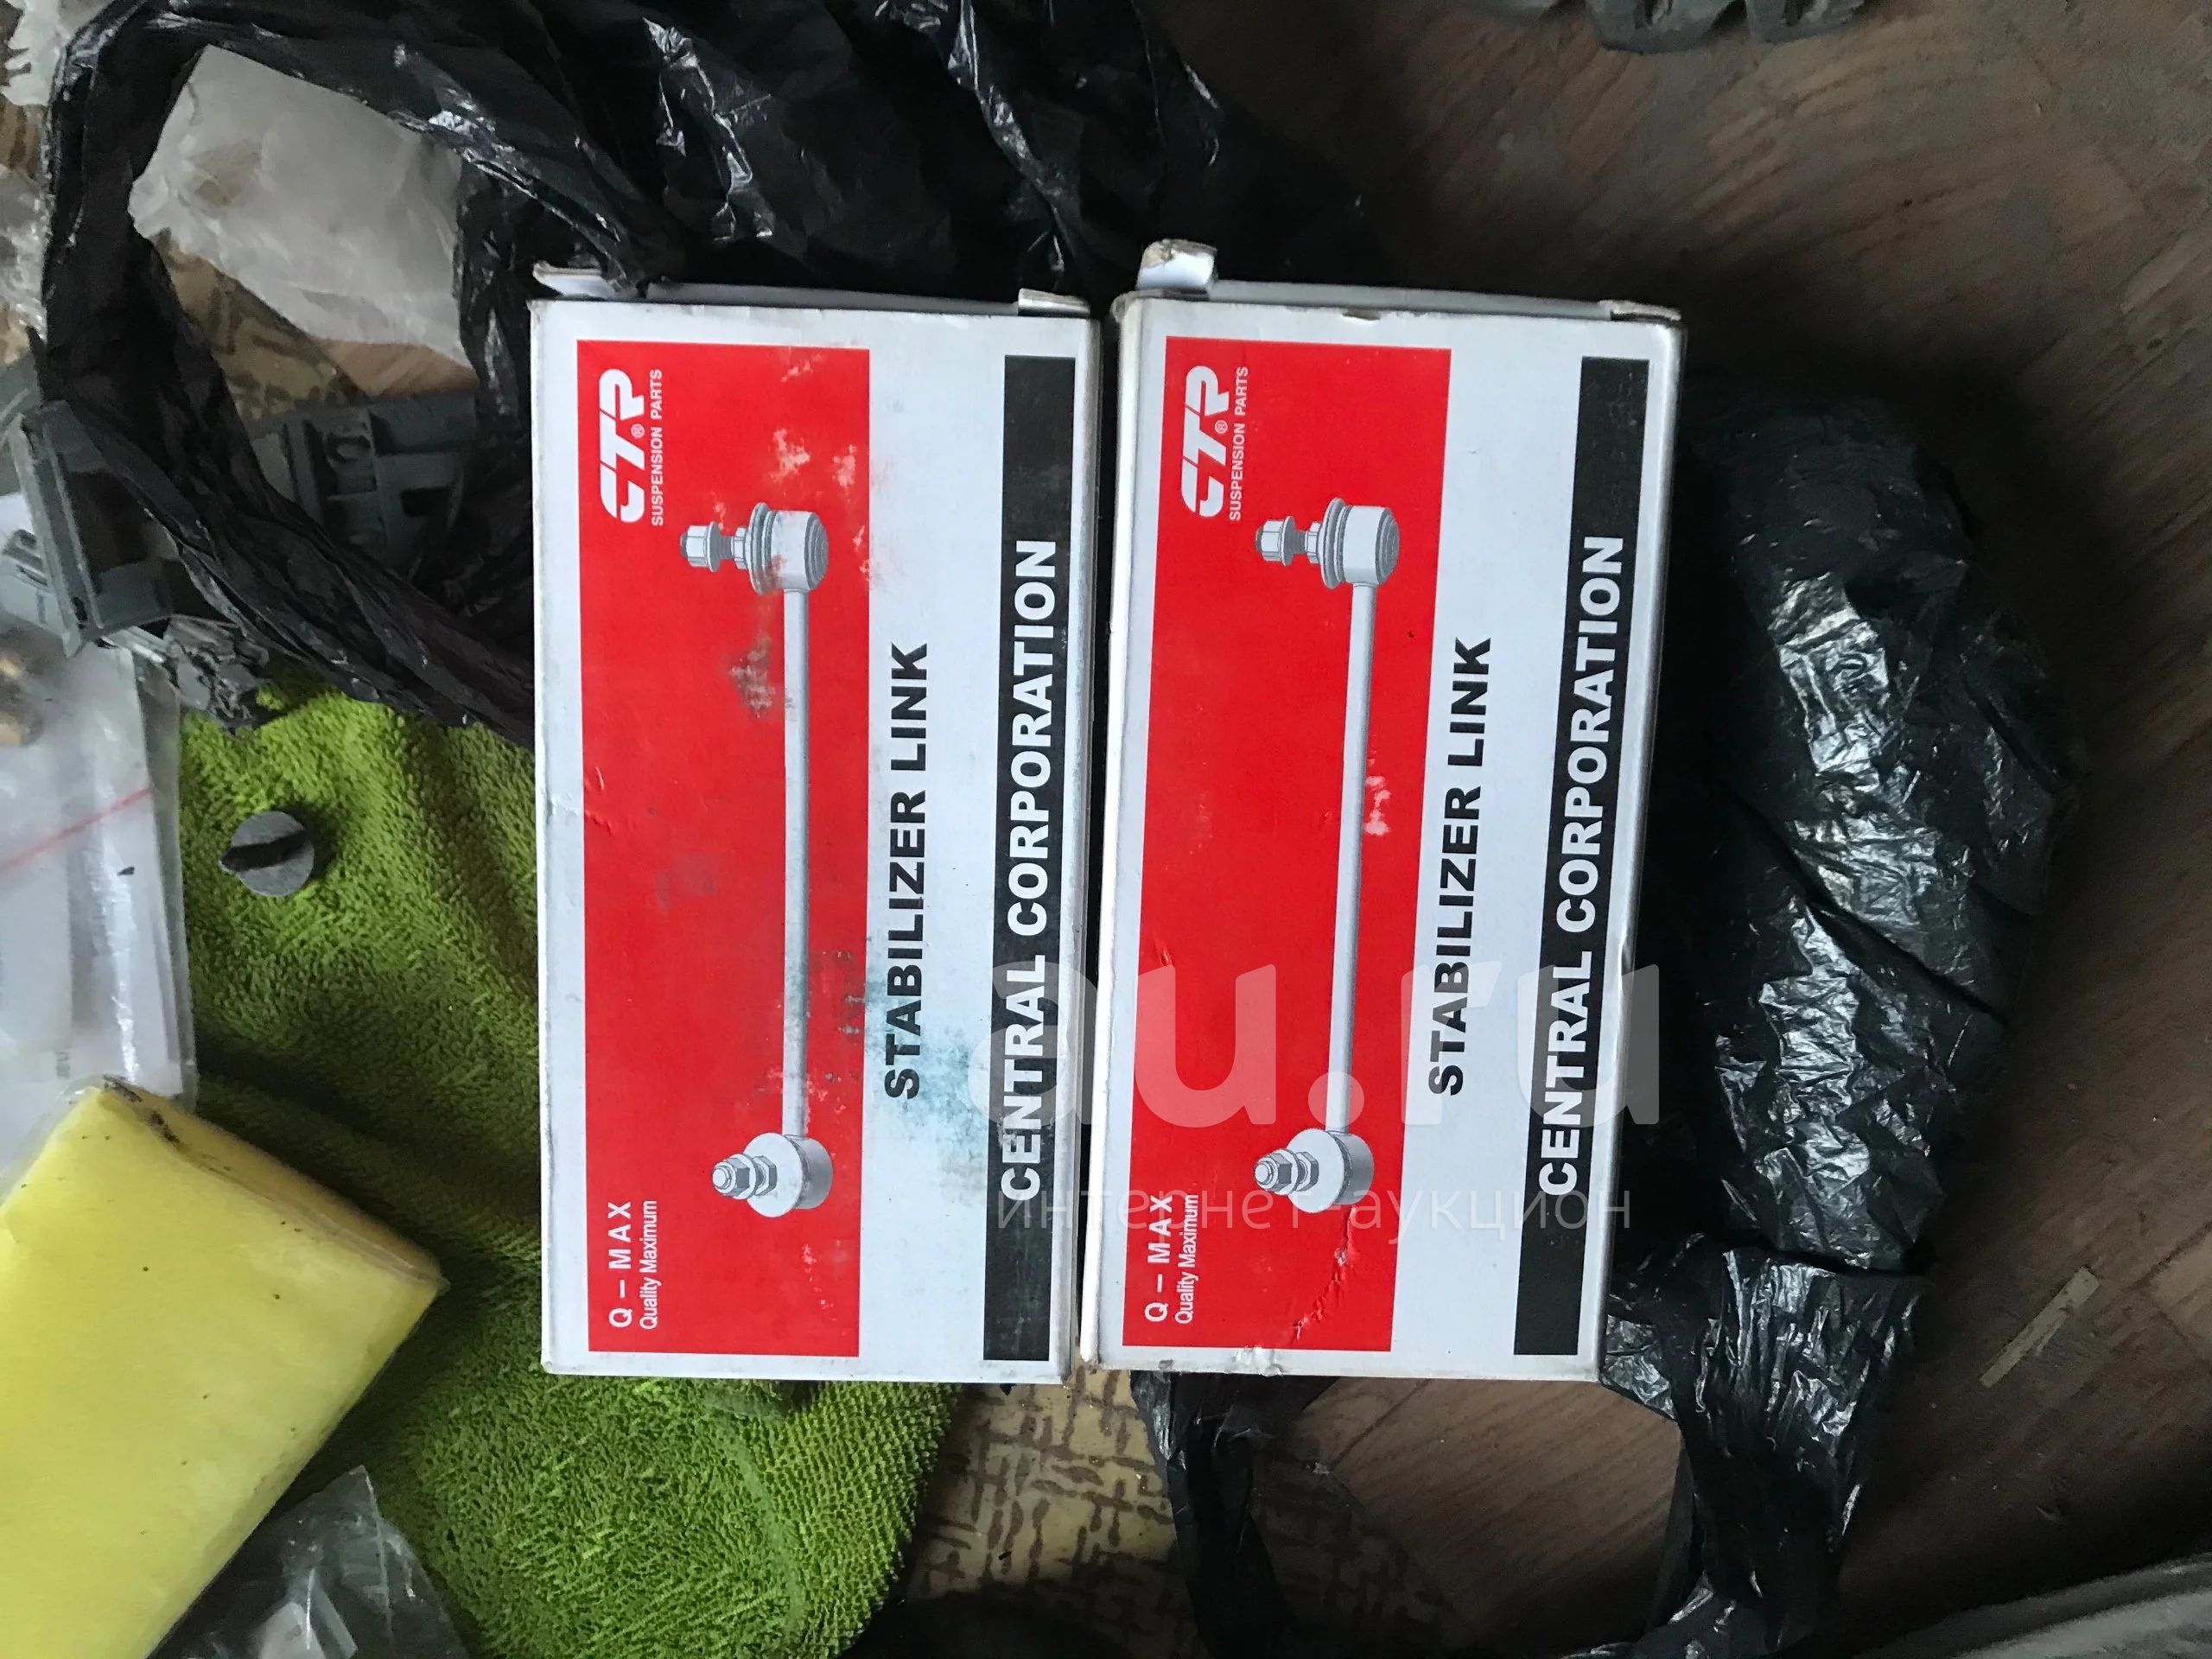 CTR®
SUSPENSION PARTS
Q – MAX
Quality Maximum
STABILIZER LINK
CENTRAL CORPORATION
CTR®
SUSPENSION PARTS
Q – MAX
Quality Maximum
STABILIZER LINK
CENTRAL CORPORATION
au.ru
интернет-аукцион